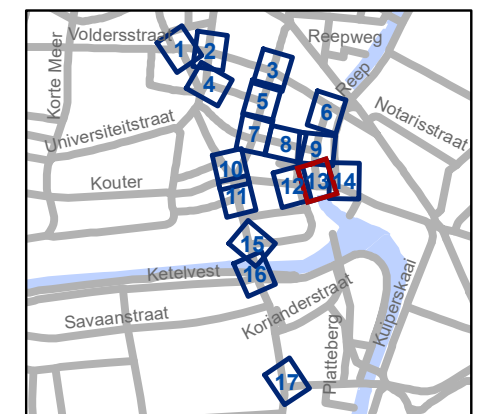 Voldersstraat
Reepweg
Korte Meer
1
2
3
4
Reep
5
6
Notarisstraat
Universiteitstraat
7
8
9
10
Kouter
11
12
13
14
15
Ketelvest
16
Savaanstraat
Korianderstraat
Kuiperskaai
Platteberg
17